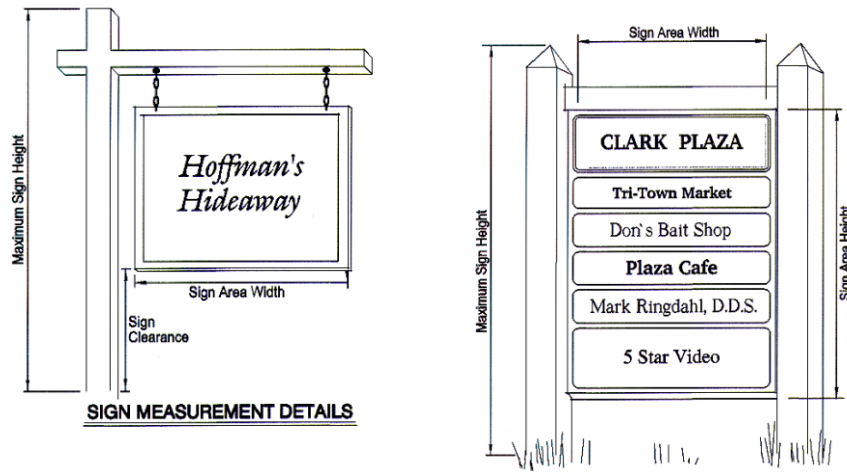 Maximum Sign Height
Hoffman's
Hideaway
Sign Area Width
Sign
Clearance
SIGN MEASUREMENT DETAILS
Sign Area Width
Maximum Sign Height
CLARK PLAZA
Tri-Town Market
Don's Bait Shop
Plaza Cafe
Mark Ringdahl, D.D.S.
5 Star Video
Sign Area Height